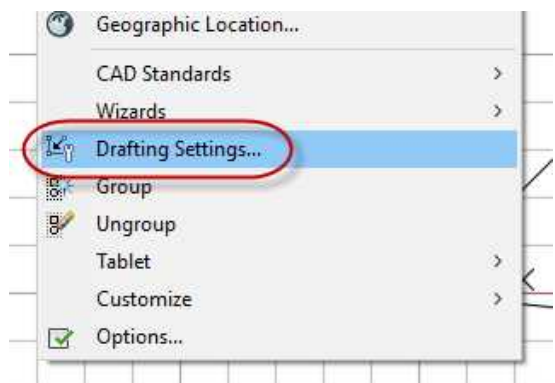 Geographic Location...
CAD Standards
Wizards
Drafting Settings...
Group
Ungroup
Tablet
Customize
Options...